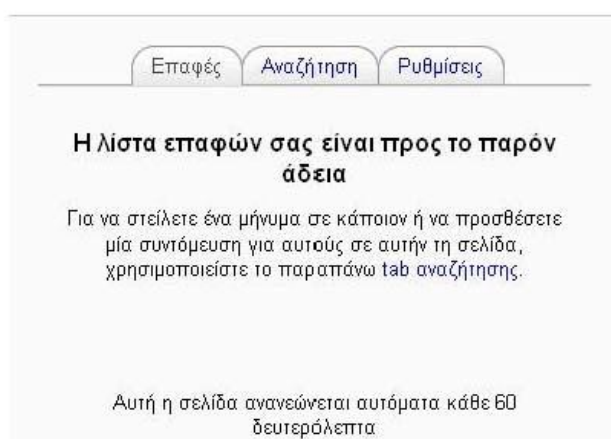 Επαφές Αναζήτηση Ρυθμίσεις
Η λίστα επαφών σας είναι προς το παρόν
άδεια
Για να στείλετε ένα μήνυμα σε κάποιον ή να προσθέσετε
μία συντόμευση για αυτούς σε αυτήν τη σελίδα,
χρησιμοποιείστε το παραπάνω tab αναζήτησης.
Αυτή η σελίδα ανανεώνεται αυτόματα κάθε 60
δευτερόλεπτα